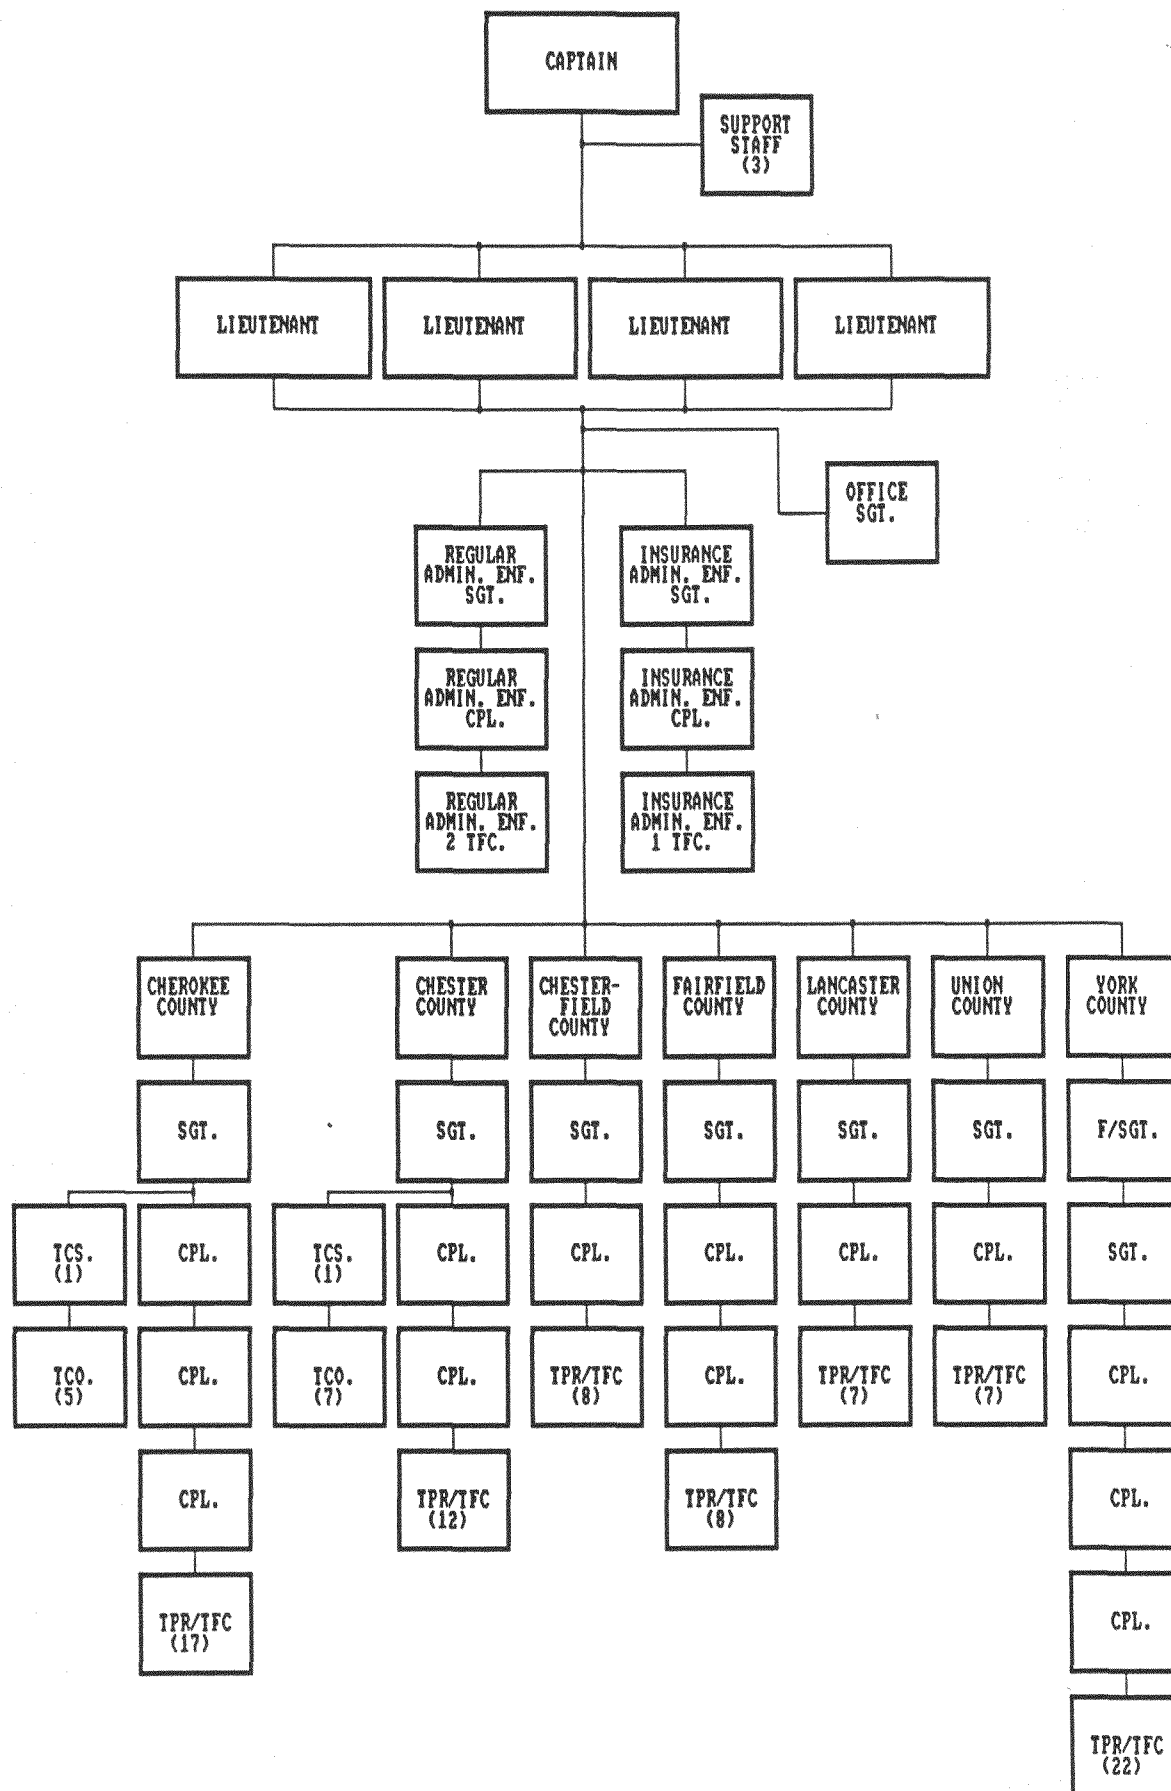 CAPTAIN
SUPPORT
STAFF
(3)
LIEUTENANT
LIEUTENANT
LIEUTENANT
LIEUTENANT
OFFICE
SGT.
REGULAR
ADMIN. ENF.
SGT.
INSURANCE
ADMIN. ENF.
SGT.
REGULAR
ADMIN. ENF.
CPL.
INSURANCE
ADMIN. ENF.
CPL.
REGULAR
ADMIN. ENF.
2 TFC.
INSURANCE
ADMIN. ENF.
1 TFC.
CHEROKEE
COUNTY
CHESTER
COUNTY
CHESTER-
FIELD
COUNTY
FAIRFIELD
COUNTY
LANCASTER
COUNTY
UNION
COUNTY
YORK
COUNTY
SGT.
SGT.
SGT.
SGT.
SGT.
SGT.
F/SGT.
TCS.
(1)
CPL.
TCS.
(1)
CPL.
CPL.
CPL.
CPL.
CPL.
SGT.
TCO.
(5)
CPL.
TCO.
(7)
CPL.
TPR/TFC
(8)
CPL.
TPR/TFC
(7)
TPR/TFC
(7)
CPL.
CPL.
TPR/TFC
(12)
TPR/TFC
(8)
CPL.
TPR/TFC
(17)
CPL.
TPR/TFC
(22)